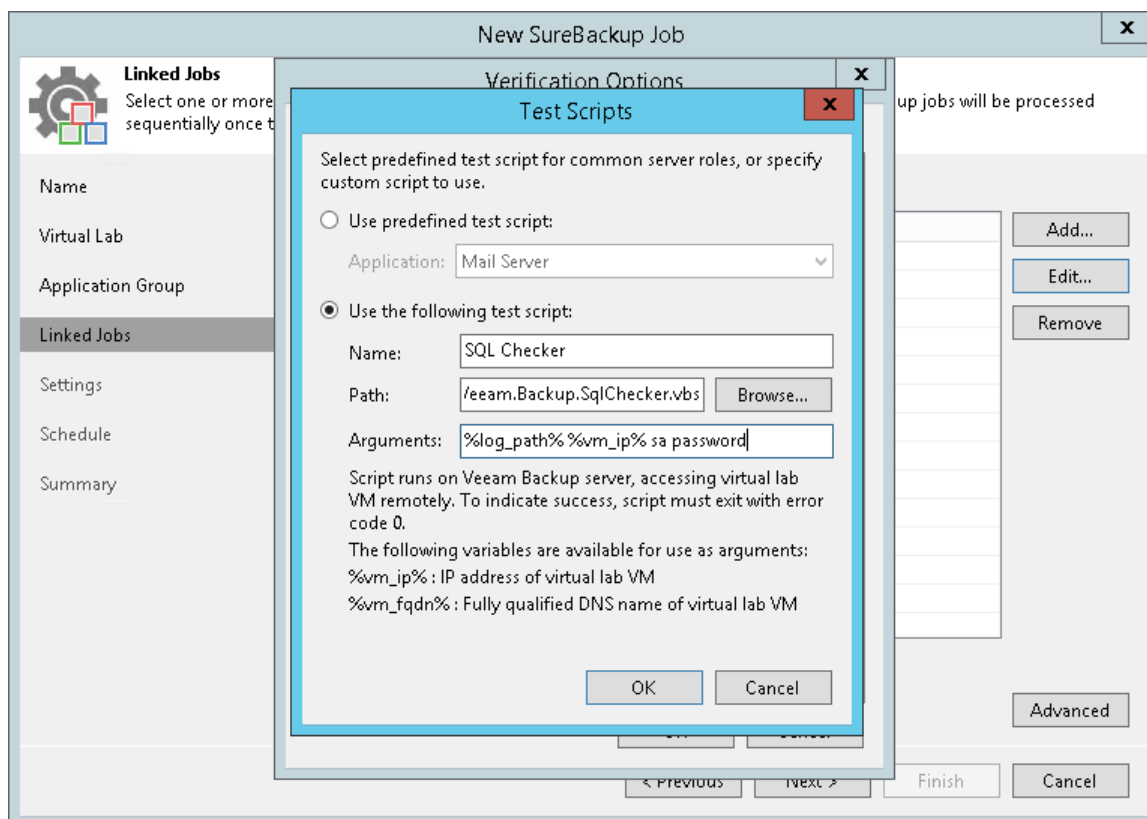 New SureBackup Job
x
Linked Jobs
Select one or more
up jobs will be processed
sequentially once t
Verification Options
x
Test Scripts
x
Name
Virtual Lab
Application Group
Linked Jobs
Settings
Schedule
Summary
Select predefined test script for common server roles, or specify
custom script to use.
Use predefined test script:
Application: Mail Server
Use the following test script:
Name: SQL Checker
Path: Veeam.Backup.SqlChecker.vbs Browse...
Arguments: %log_path% %vm_ip% sa password
Script runs on Veeam Backup server, accessing virtual lab
VM remotely. To indicate success, script must exit with error
code 0.
The following variables are available for use as arguments:
%vm_ip% : IP address of virtual lab VM
%vm_fqdn% : Fully qualified DNS name of virtual lab VM
OK Cancel
Add...
Edit...
Remove
Advanced
< Previous Next > Finish Cancel